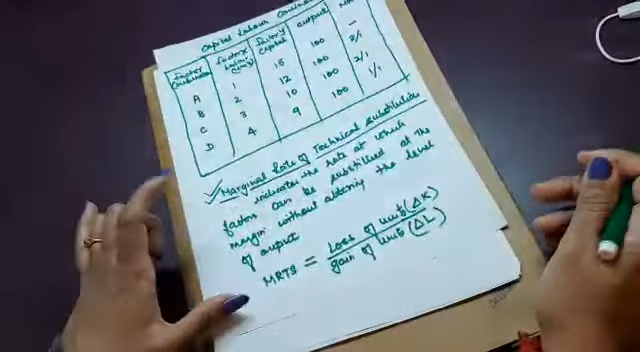 Capital Labour Combination
Factor Combination Factor X Labour (units) Factor Y Capital output
A 1 15 100 -
B 2 12 100 3/1
C 3 10 100 2/1
D 4 9 100 1/1
✓ Marginal Rate of Technical substitution
indicates the rate at which
factors can be substituted at the
margin without altering the level
of output
MRTS = Loss of units (ΔK)
gain of units (ΔL)